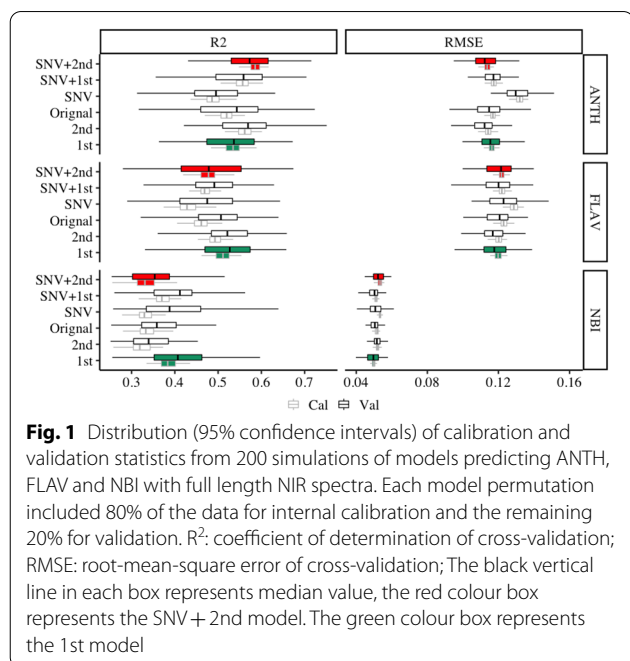 R2
RMSE
SNV+2nd
SNV+1st
SNV
Orignal
2nd
1st
ANTH
SNV+2nd
SNV+1st
SNV
Orignal
2nd
1st
FLAV
SNV+2nd
SNV+1st
SNV
Orignal
2nd
1st
NBI
0.3 0.4 0.5 0.6 0.7
0.04 0.08 0.12 0.16
Cal Val
Fig. 1 Distribution (95% confidence intervals) of calibration and
validation statistics from 200 simulations of models predicting ANTH,
FLAV and NBI with full length NIR spectra. Each model permutation
included 80% of the data for internal calibration and the remaining
20% for validation. R²: coefficient of determination of cross-validation;
RMSE: root-mean-square error of cross-validation; The black vertical
line in each box represents median value, the red colour box
represents the SNV + 2nd model. The green colour box represents
the 1st model